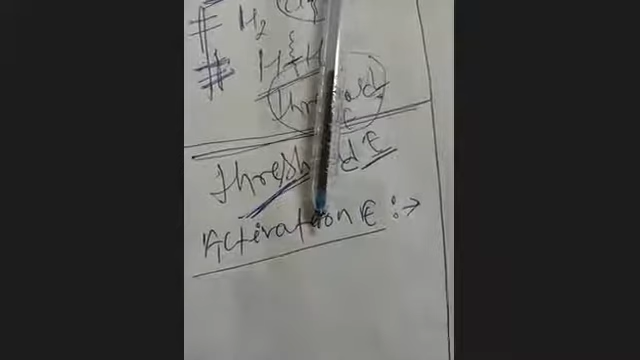 # H₂
# H + H
Threshold E
Activation E :→